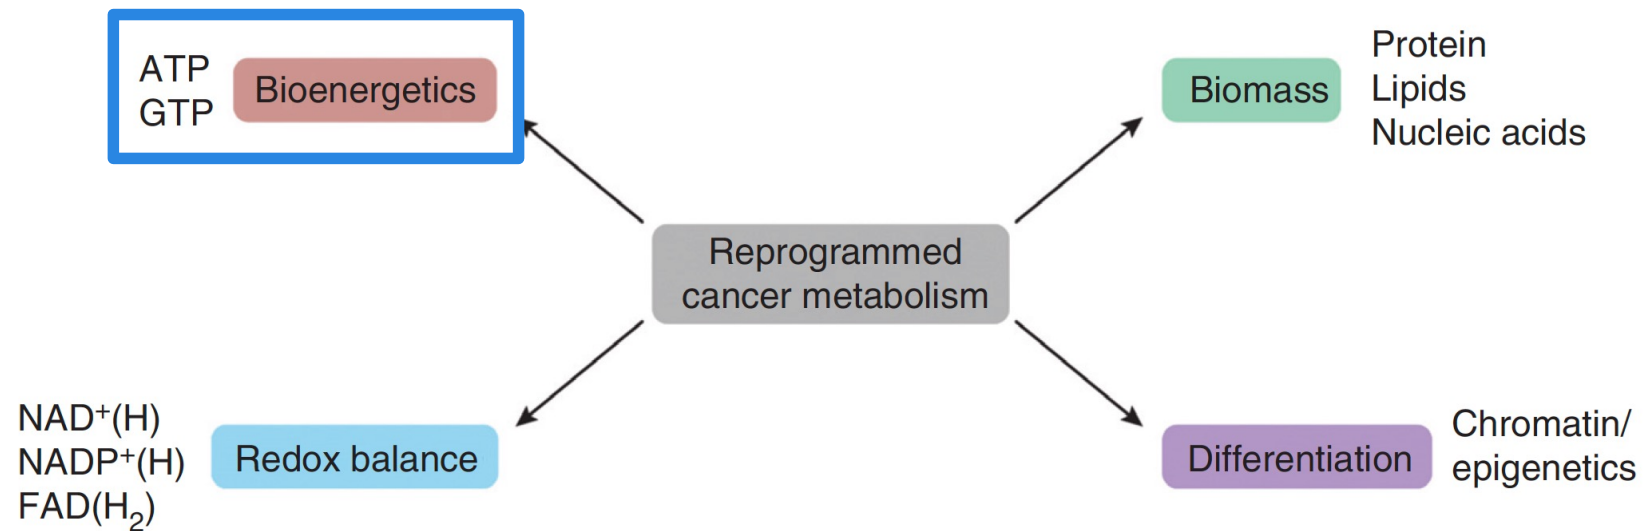 ATP
GTP
Bioenergetics
Biomass
Protein
Lipids
Nucleic acids
Reprogrammed
cancer metabolism
NAD⁺(H)
NADP⁺(H)
FAD(H₂)
Redox balance
Differentiation
Chromatin/
epigenetics